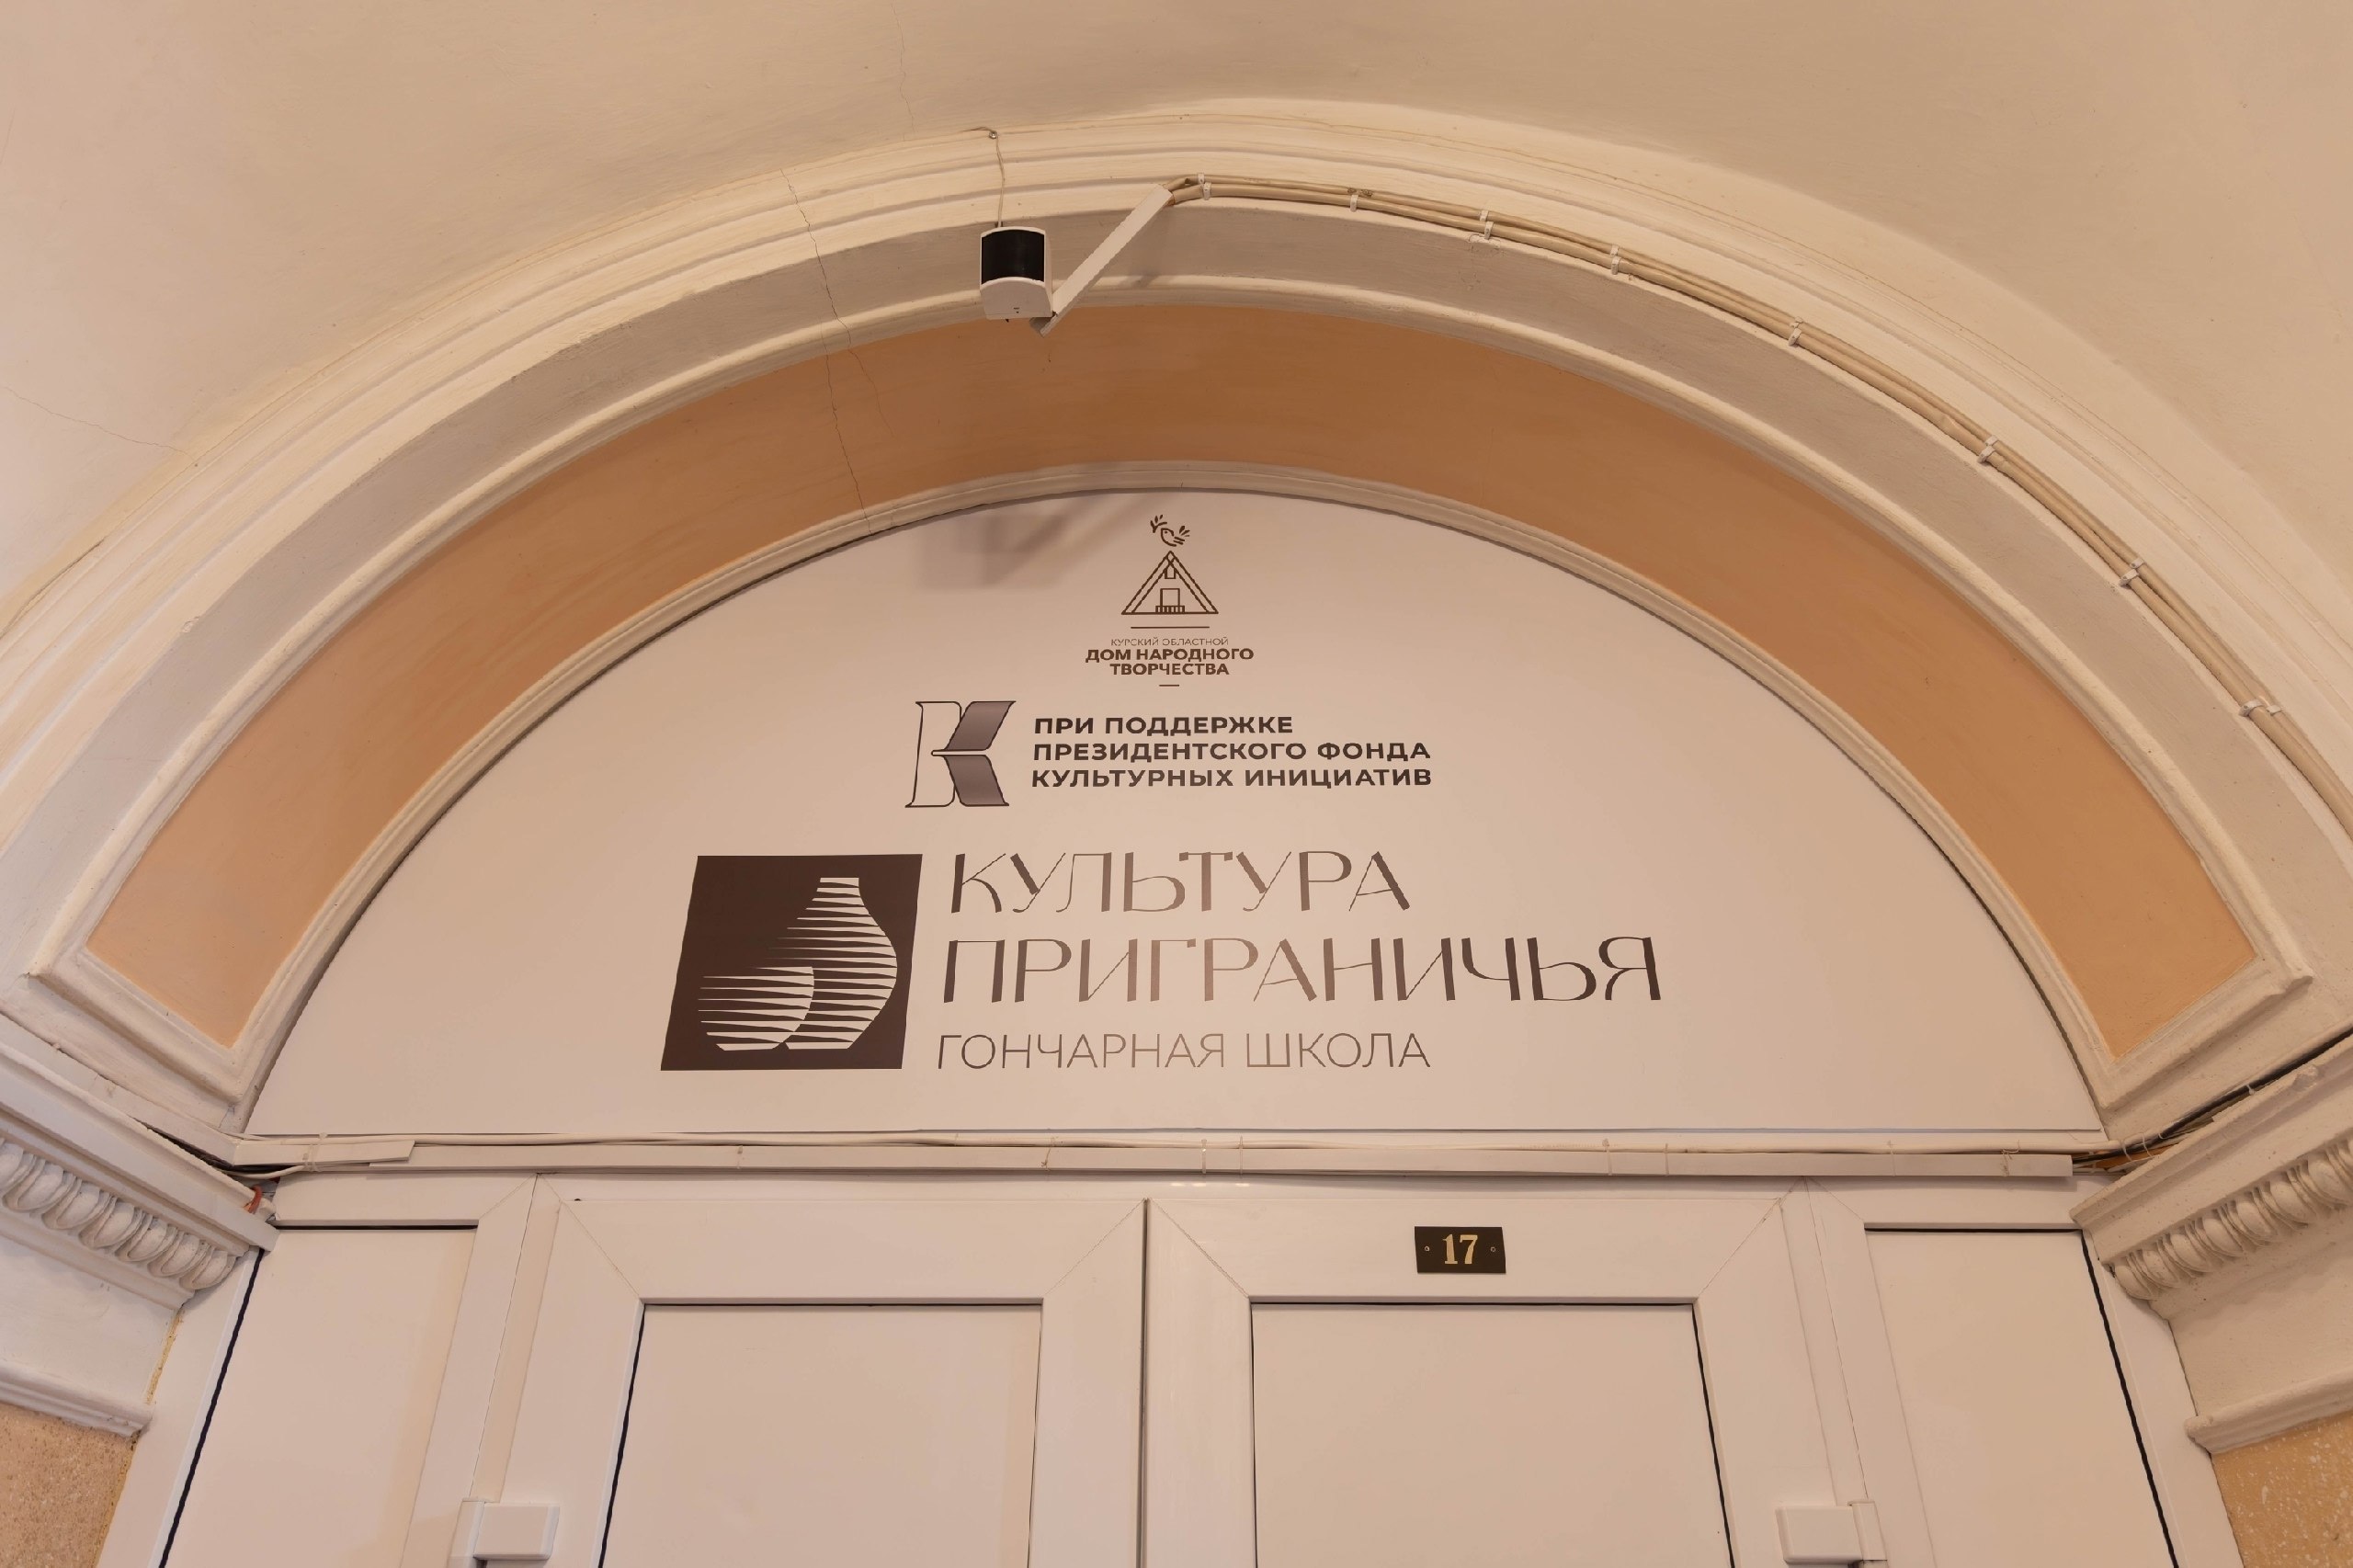 КУРСКИЙ ОБЛАСТНОЙ
ДОМ НАРОДНОГО
ТВОРЧЕСТВА
ПРИ ПОДДЕРЖКЕ
ПРЕЗИДЕНТСКОГО ФОНДА
КУЛЬТУРНЫХ ИНИЦИАТИВ
КУЛЬТУРА
ПРИГРАНИЧЬЯ
ГОНЧАРНАЯ ШКОЛА
17